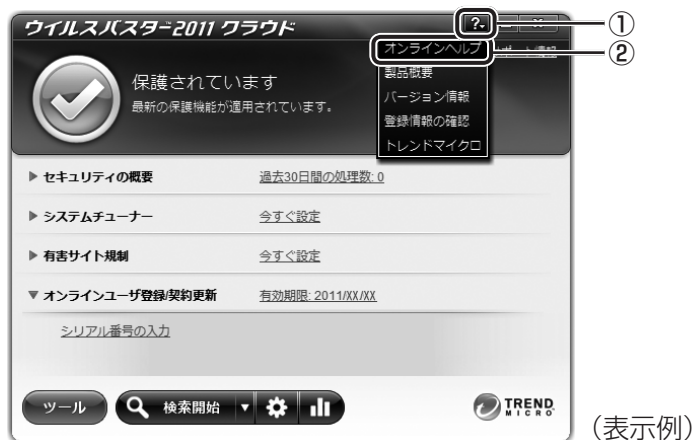 ウイルスバスター2011 クラウド
?
①
オンラインヘルプ
②
製品概要
バージョン情報
登録情報の確認
トレンドマイクロ
保護されています
最新の保護機能が適用されています。
▶ セキュリティの概要 過去30日間の処理数: 0
▶ システムチューナー 今すぐ設定
▶ 有害サイト規制 今すぐ設定
▼ オンラインユーザ登録/契約更新 有効期限: 2011/XX/XX
シリアル番号の入力
ツール 検索開始 ▼
TREND
MICRO
(表示例)